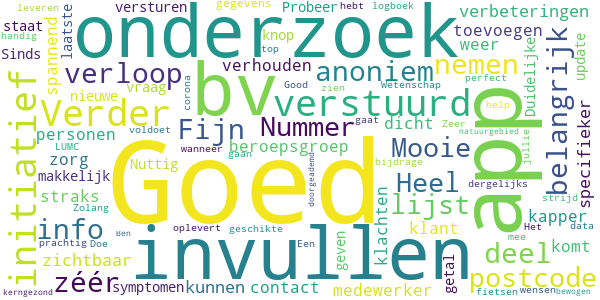 leveren versturen gegevens Probeer hebt logboek verbeteringen
handig staat laatste onderzoek knop toevoegen update
spannend bv top weer
Sinds verloop verhouden anoniem nemen
nieuwe vraag corona Good zien Wetenschap perfect Duidelijke
Verder verstuurd app belangrijk specifieker
initiatief personen Fijn Nummer dicht Zeer help
voldoet wanneer gaat natuurgebied
LUMC zorg beroepsgroep Mooie jullie
makkelijk Nuttig gaan doorgeademd bijdrage
Goed Heel lijst dergelijks
straks Zolang oplevert geschikte klachten kapper strijd
info prachtig Doe Ben Een geven klant Het data
zichtbaar invullen deel komt mee
zéér kunnen contact getal postcode
kerngezond symptomen medewerker fietsen wensen bewogen